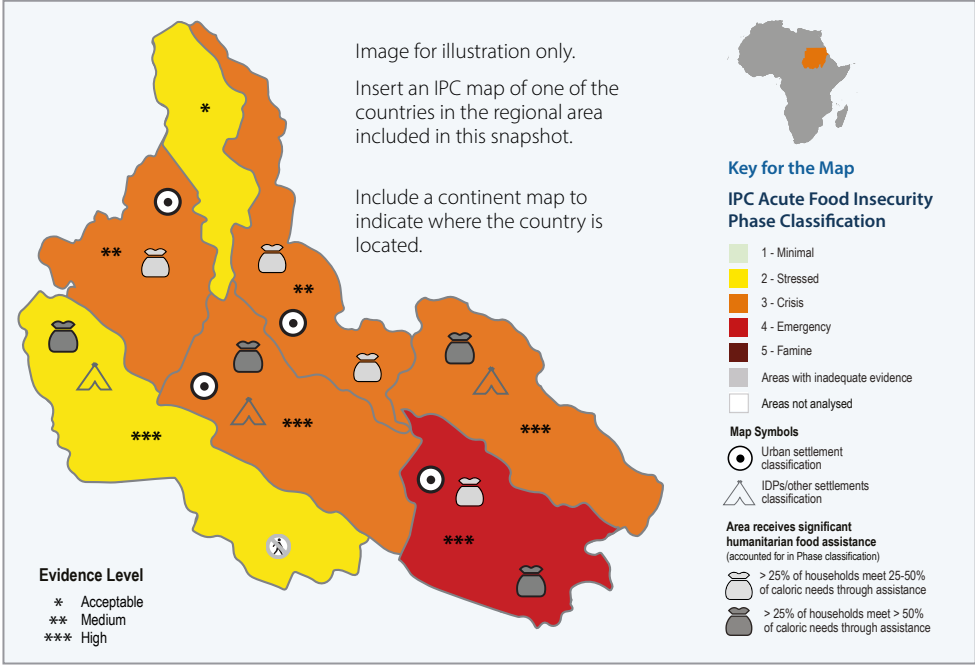 Image for illustration only.
Insert an IPC map of one of the
countries in the regional area
included in this snapshot.
Include a continent map to
indicate where the country is
located.
*
**
**
***
***
***
***
Evidence Level
* Acceptable
** Medium
*** High
Key for the Map
IPC Acute Food Insecurity
Phase Classification
1 - Minimal
2 - Stressed
3 - Crisis
4 - Emergency
5 - Famine
Areas with inadequate evidence
Areas not analysed
Map Symbols
Urban settlement
classification
IDPs/other settlements
classification
Area receives significant
humanitarian food assistance
(accounted for in Phase classification)
> 25% of households meet 25-50%
of caloric needs through assistance
> 25% of households meet > 50%
of caloric needs through assistance